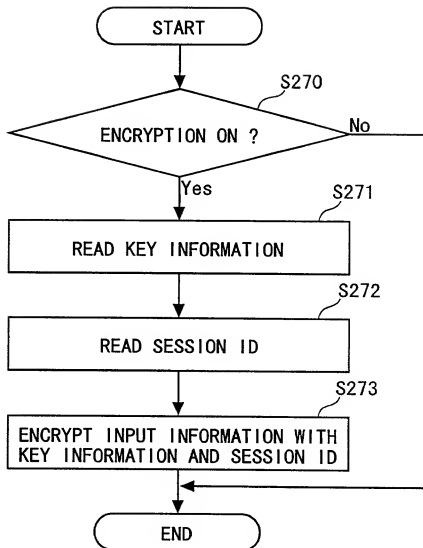 START
S270
ENCRYPTION ON ?
No
Yes
S271
READ KEY INFORMATION
S272
READ SESSION ID
S273
ENCRYPT INPUT INFORMATION WITH
KEY INFORMATION AND SESSION ID
END